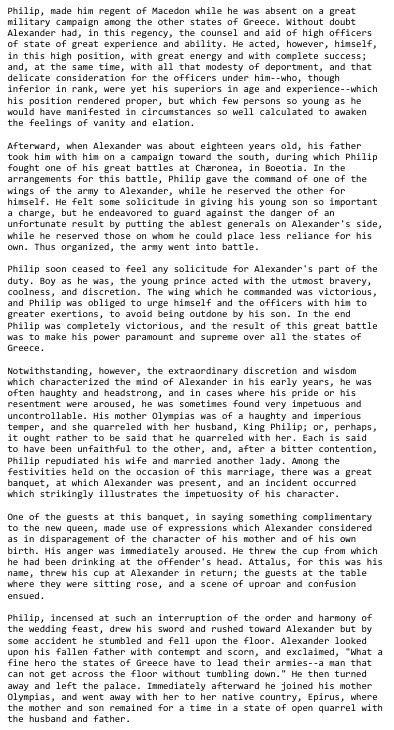 Philip, made him regent of Macedon while he was absent on a great
military campaign among the other states of Greece. Without doubt
Alexander had, in this regency, the counsel and aid of high officers
of state of great experience and ability. He acted, however, himself,
in this high position, with great energy and with complete success;
and, at the same time, with all that modesty of deportment, and that
delicate consideration for the officers under him--who, though
inferior in rank, were yet his superiors in age and experience--which
his position rendered proper, but which few persons so young as he
would have manifested in circumstances so well calculated to awaken
the feelings of vanity and elation.

Afterward, when Alexander was about eighteen years old, his father
took him with him on a campaign toward the south, during which Philip
fought one of his great battles at Chæronea, in Boeotia. In the
arrangements for this battle, Philip gave the command of one of the
wings of the army to Alexander, while he reserved the other for
himself. He felt some solicitude in giving his young son so important
a charge, but he endeavored to guard against the danger of an
unfortunate result by putting the ablest generals on Alexander's side,
while he reserved those on whom he could place less reliance for his
own. Thus organized, the army went into battle.

Philip soon ceased to feel any solicitude for Alexander's part of the
duty. Boy as he was, the young prince acted with the utmost bravery,
coolness, and discretion. The wing which he commanded was victorious,
and Philip was obliged to urge himself and the officers with him to
greater exertions, to avoid being outdone by his son. In the end
Philip was completely victorious, and the result of this great battle
was to make his power paramount and supreme over all the states of
Greece.

Notwithstanding, however, the extraordinary discretion and wisdom
which characterized the mind of Alexander in his early years, he was
often haughty and headstrong, and in cases where his pride or his
resentment were aroused, he was sometimes found very impetuous and
uncontrollable. His mother Olympias was of a haughty and imperious
temper, and she quarreled with her husband, King Philip; or, perhaps,
it ought rather to be said that he quarreled with her. Each is said
to have been unfaithful to the other, and, after a bitter contention,
Philip repudiated his wife and married another lady. Among the
festivities held on the occasion of this marriage, there was a great
banquet, at which Alexander was present, and an incident occurred
which strikingly illustrates the impetuosity of his character.

One of the guests at this banquet, in saying something complimentary
to the new queen, made use of expressions which Alexander considered
as in disparagement of the character of his mother and of his own
birth. His anger was immediately aroused. He threw the cup from which
he had been drinking at the offender's head. Attalus, for this was his
name, threw his cup at Alexander in return; the guests at the table
where they were sitting rose, and a scene of uproar and confusion
ensued.

Philip, incensed at such an interruption of the order and harmony of
the wedding feast, drew his sword and rushed toward Alexander but by
some accident he stumbled and fell upon the floor. Alexander looked
upon his fallen father with contempt and scorn, and exclaimed, "What a
fine hero the states of Greece have to lead their armies--a man that
can not get across the floor without tumbling down." He then turned
away and left the palace. Immediately afterward he joined his mother
Olympias, and went away with her to her native country, Epirus, where
the mother and son remained for a time in a state of open quarrel with
the husband and father.